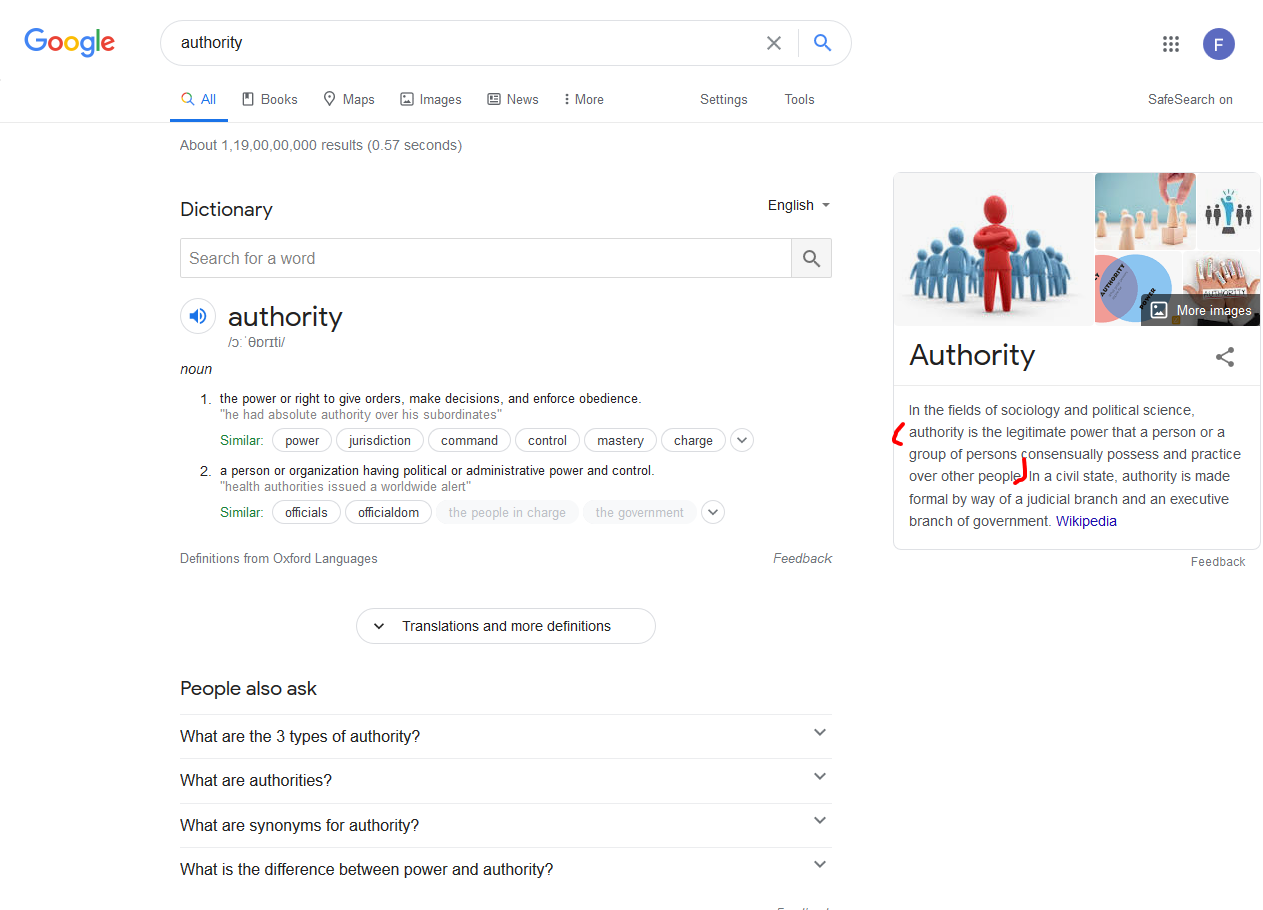 Google
authority
F
All Books Maps Images News More Settings Tools SafeSearch on
About 1,19,00,00,000 results (0.57 seconds)
Dictionary
English
Search for a word
authority
/ɔːˈθɒrɪti/
noun
1. the power or right to give orders, make decisions, and enforce obedience.
"he had absolute authority over his subordinates"
Similar: power jurisdiction command control mastery charge
2. a person or organization having political or administrative power and control.
"health authorities issued a worldwide alert"
Similar: officials officialdom the people in charge the government
Definitions from Oxford Languages
Feedback
Translations and more definitions
People also ask
What are the 3 types of authority?
What are authorities?
What are synonyms for authority?
What is the difference between power and authority?
AUTHORITY
POWER
AUTHORITY
More images
Authority
In the fields of sociology and political science,
authority is the legitimate power that a person or a
group of persons consensually possess and practice
over other people. In a civil state, authority is made
formal by way of a judicial branch and an executive
branch of government. Wikipedia
Feedback